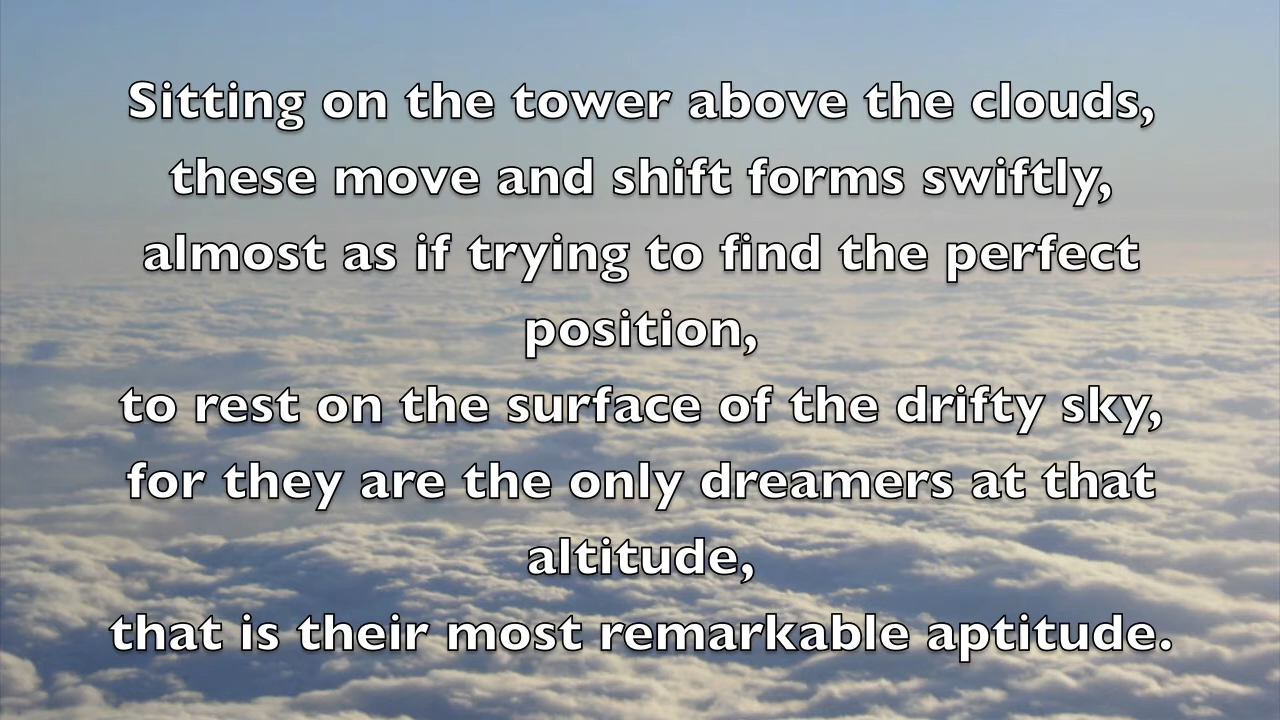 Sitting on the tower above the clouds,
these move and shift forms swiftly,
almost as if trying to find the perfect
position,
to rest on the surface of the drifty sky,
for they are the only dreamers at that
altitude,
that is their most remarkable aptitude.